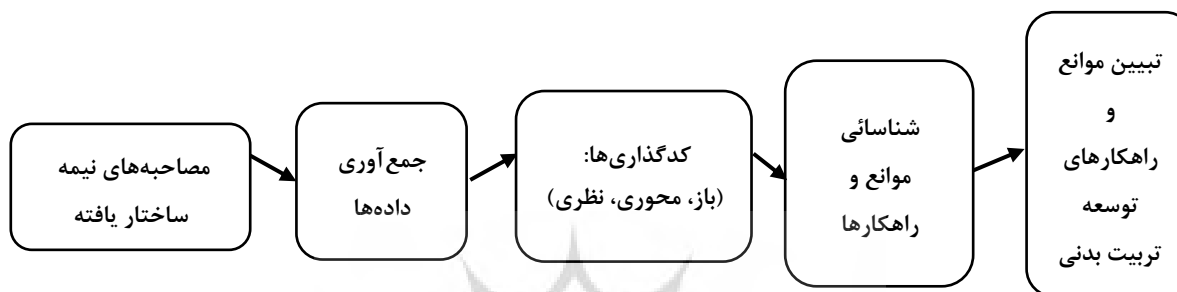 مصاحبه‌های نیمه
ساختار یافته
جمع‌آوری
داده‌ها
کدگذاری‌ها:
(باز، محوری، نظری)
شناسائی
موانع و
راهکارها
تبیین موانع
و
راهکارهای
توسعه
تربیت بدنی